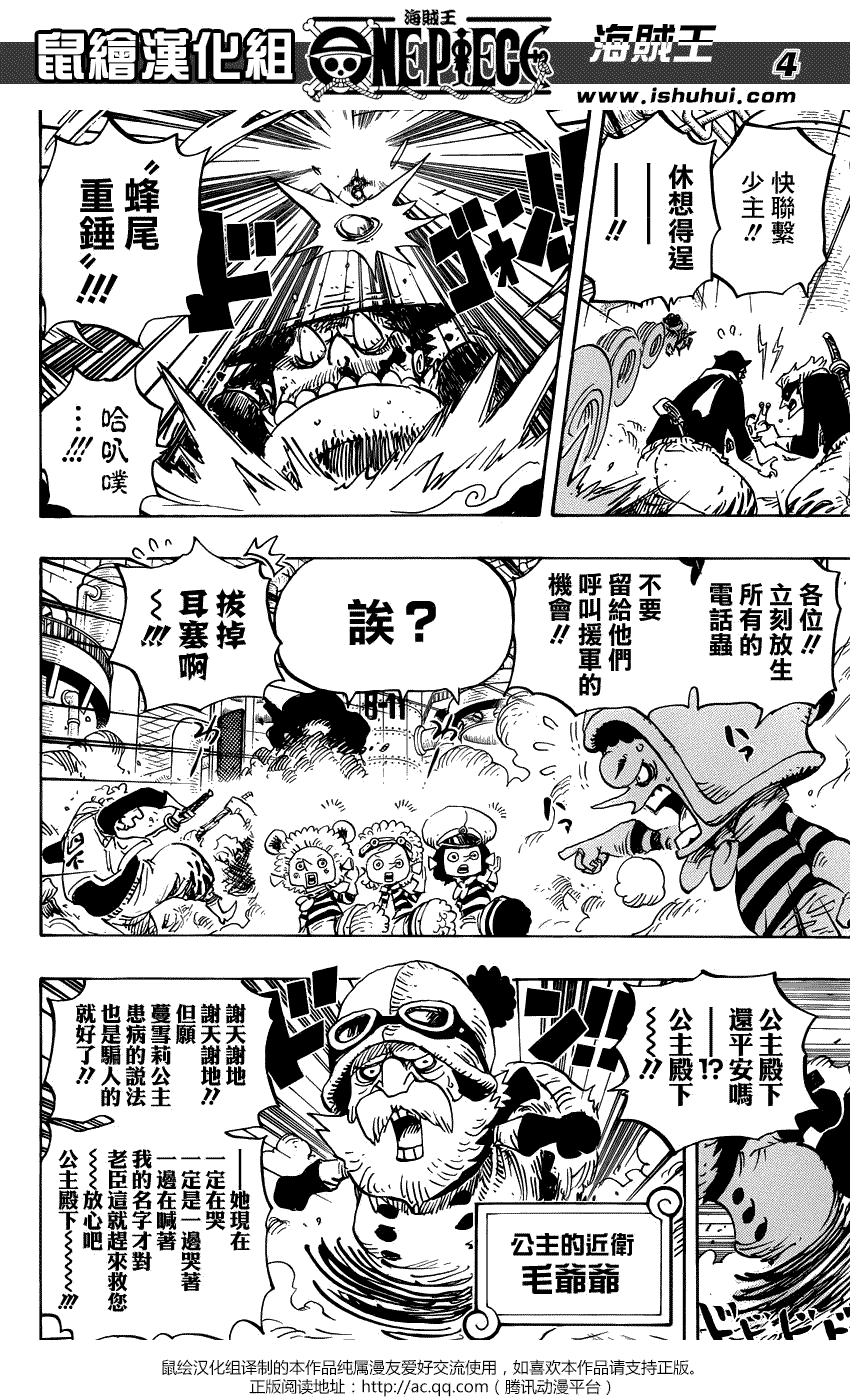 鼠繪漢化組
海賊王
ONE PIECE
海賊王
4
www.ishuhui.com
快聯繫
少主!!
休想得逞
——!!
ゴォン!!
ド
〝蜂尾
重錘〞!!!
哈叭噗
…!!!
各位!!
立刻放生
所有的
電話蟲
不要
留給他們
呼叫援軍的
機會!!
誒？
拔掉
耳塞啊
～～!!!
8-11
公主殿下
還平安嗎
——!?
公主殿下
～～～!!
謝天謝地
謝天謝地!!
但願
蔓雪莉公主
患病的說法
也是騙人的
就好了!!
——她現在
一定在哭
一定是一邊哭著
一邊在喊著
我的名字才對
老臣這就趕來救您
～～～放心吧
公主殿下～～～～!!!
公主的近衛
毛爺爺
ドドドド
鼠绘汉化组译制的本作品纯属漫友爱好交流使用，如喜欢本作品请支持正版。
正版阅读地址：http://ac.qq.com（腾讯动漫平台）